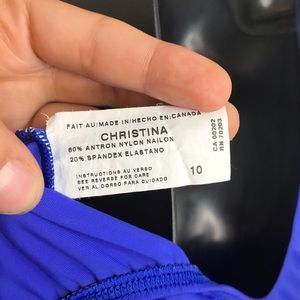 FAIT AU/MADE IN/HECHO EN:CANADA
CHRISTINA
80% ANTRON NYLON NAILON
20% SPANDEX ELASTANO
INSTRUCTIONS AU VERSO
SEE REVERSE FOR CARE
VER AL DORSO PARA CUIDADO
10
CA 00202
RN 70203